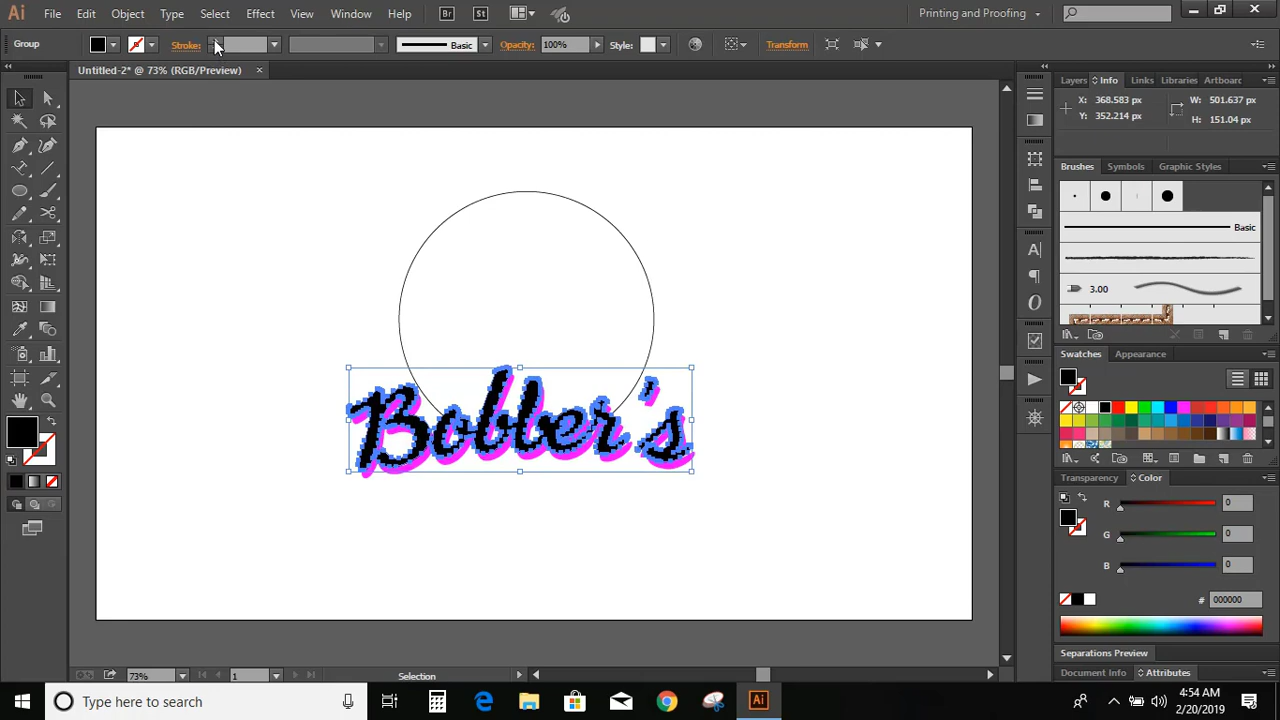 Ai File Edit Object Type Select Effect View Window Help Br St Printing and Proofing
Group Stroke: Basic Opacity: 100% Style: Transform
Untitled-2* @ 73% (RGB/Preview)
Layers Info Links Libraries Artboard
X: 368.583 px
Y: 352.214 px
W: 501.637 px
H: 151.04 px
Brushes Symbols Graphic Styles
Basic
3.00
Bobber's
Swatches Appearance
Transparency Color
R 0
G 0
B 0
# 000000
Separations Preview
Document Info Attributes
73% 1 Selection
Type here to search
Ai
4:54 AM
2/20/2019